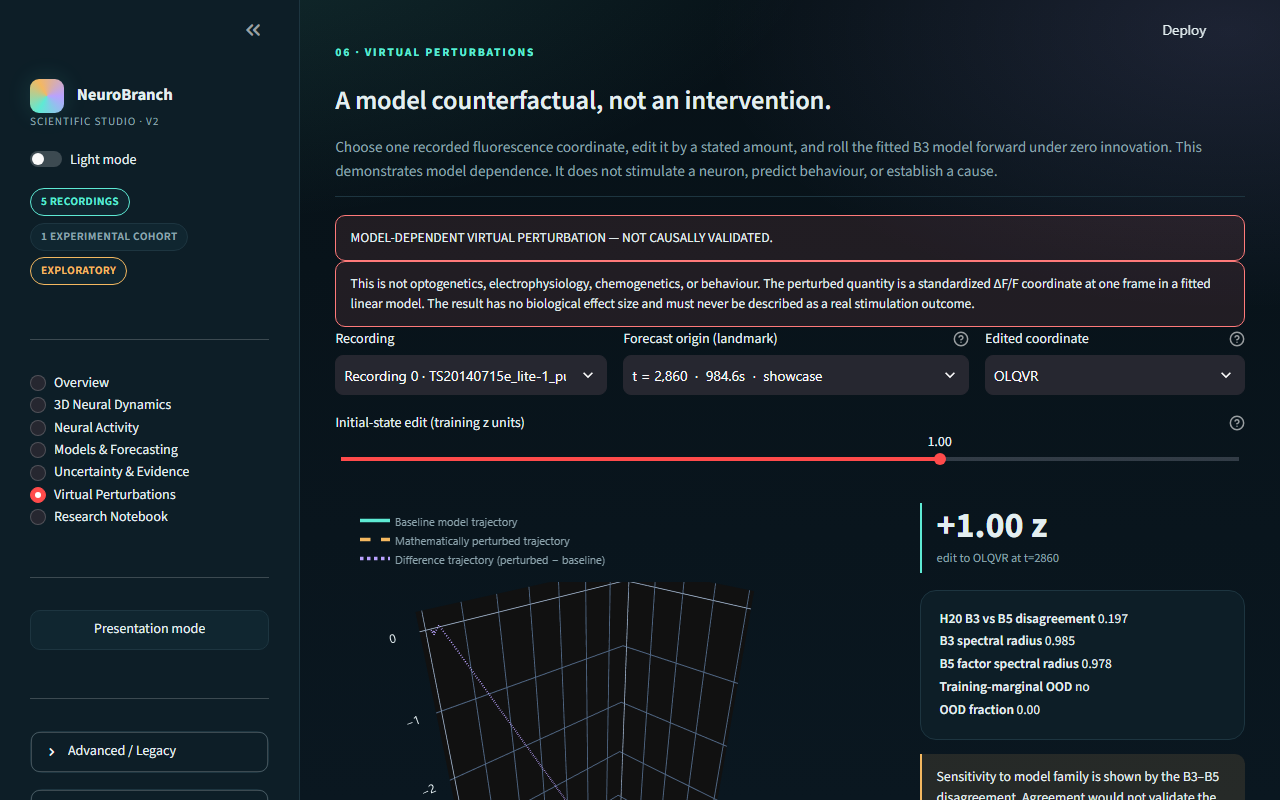 Deploy
NeuroBranch
SCIENTIFIC STUDIO · V2
Light mode
5 RECORDINGS
1 EXPERIMENTAL COHORT
EXPLORATORY
Overview
3D Neural Dynamics
Neural Activity
Models & Forecasting
Uncertainty & Evidence
Virtual Perturbations
Research Notebook
Presentation mode
Advanced / Legacy
06 · VIRTUAL PERTURBATIONS
A model counterfactual, not an intervention.
Choose one recorded fluorescence coordinate, edit it by a stated amount, and roll the fitted B3 model forward under zero innovation. This
demonstrates model dependence. It does not stimulate a neuron, predict behaviour, or establish a cause.
MODEL-DEPENDENT VIRTUAL PERTURBATION — NOT CAUSALLY VALIDATED.
This is not optogenetics, electrophysiology, chemogenetics, or behaviour. The perturbed quantity is a standardized ΔF/F coordinate at one frame in a fitted
linear model. The result has no biological effect size and must never be described as a real stimulation outcome.
Recording
Forecast origin (landmark)
Edited coordinate
Recording 0 · TS20140715e_lite-1_pu
t = 2,860 · 984.6s · showcase
OLQVR
Initial-state edit (training z units)
1.00
Baseline model trajectory
Mathematically perturbed trajectory
Difference trajectory (perturbed − baseline)
0
−1
−2
+1.00 z
edit to OLQVR at t=2860
H20 B3 vs B5 disagreement 0.197
B3 spectral radius 0.985
B5 factor spectral radius 0.978
Training-marginal OOD no
OOD fraction 0.00
Sensitivity to model family is shown by the B3–B5
disagreement. Agreement would not validate the